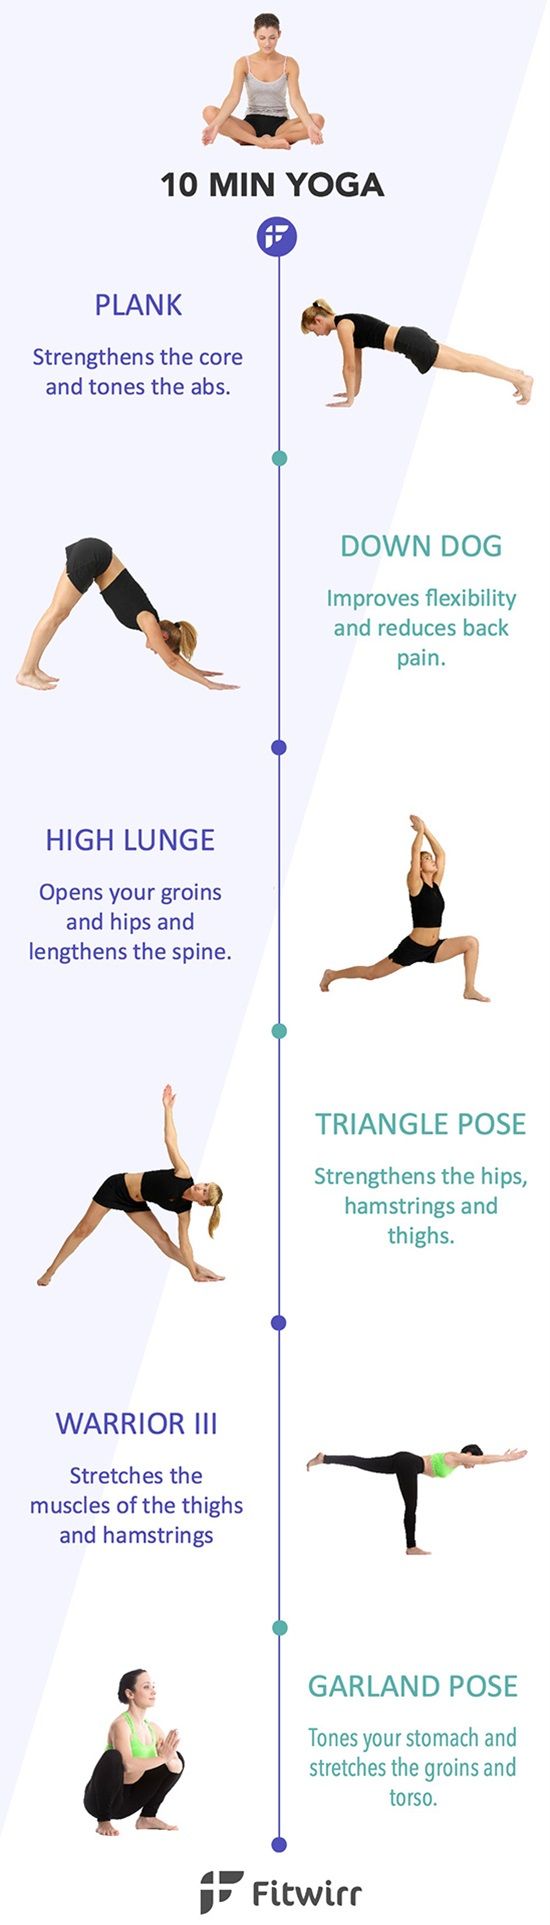 10 MIN YOGA
PLANK
Strengthens the core
and tones the abs.
DOWN DOG
Improves flexibility
and reduces back
pain.
HIGH LUNGE
Opens your groins
and hips and
lengthens the spine.
TRIANGLE POSE
Strengthens the hips,
hamstrings and
thighs.
WARRIOR III
Stretches the
muscles of the thighs
and hamstrings
GARLAND POSE
Tones your stomach and
stretches the groins and
torso.
Fitwirr